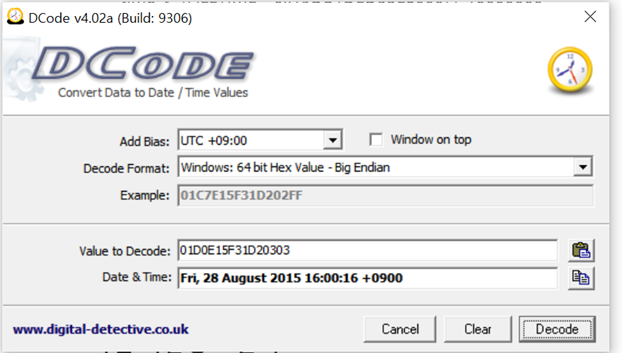 DCode v4.02a (Build: 9306)
DCODE
Convert Data to Date / Time Values
Add Bias: UTC +09:00 Window on top
Decode Format: Windows: 64 bit Hex Value - Big Endian
Example: 01C7E15F31D202FF
Value to Decode: 01D0E15F31D20303
Date & Time: Fri, 28 August 2015 16:00:16 +0900
www.digital-detective.co.uk Cancel Clear Decode